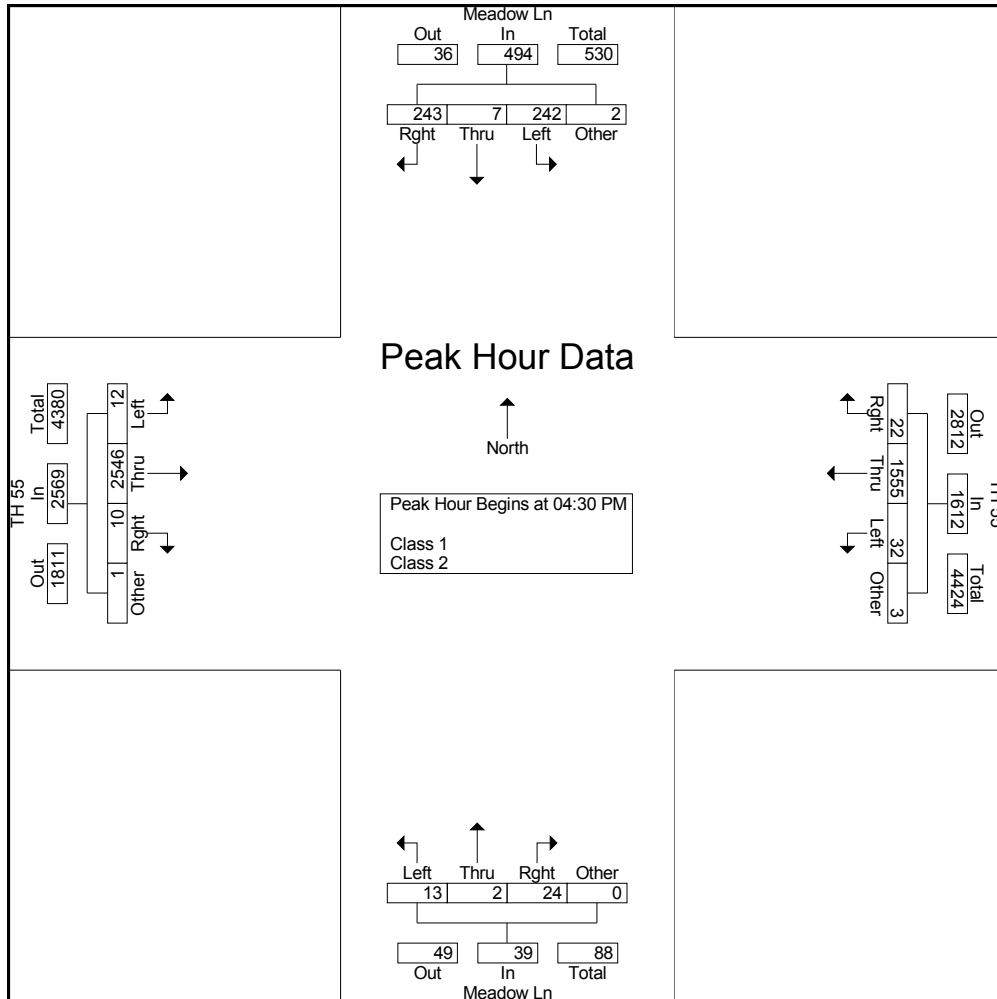 Meadow Ln
Out In Total
36 494 530
243 7 242 2
Rght Thru Left Other
Peak Hour Data
North
Peak Hour Begins at 04:30 PM
Class 1
Class 2
TH 55
Out In Total
1811 2569 4380
Left Thru Rght Other
12 2546 10 1
Out In Total
2812 1612 4424
Rght Thru Left Other
22 1555 32 3
Left Thru Rght Other
13 2 24 0
49 39 88
Out In Total
Meadow Ln